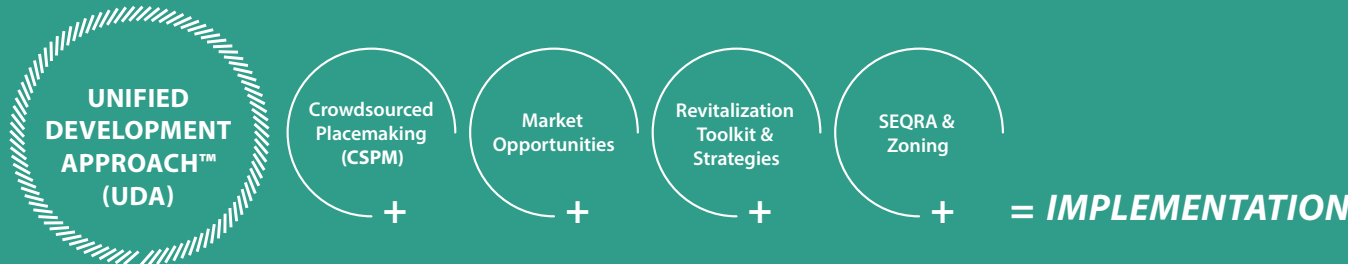 UNIFIED
DEVELOPMENT
APPROACH™
(UDA)
Crowdsourced
Placemaking
(CSPM)
+
Market
Opportunities
+
Revitalization
Toolkit &
Strategies
+
SEQRA &
Zoning
+
= IMPLEMENTATION